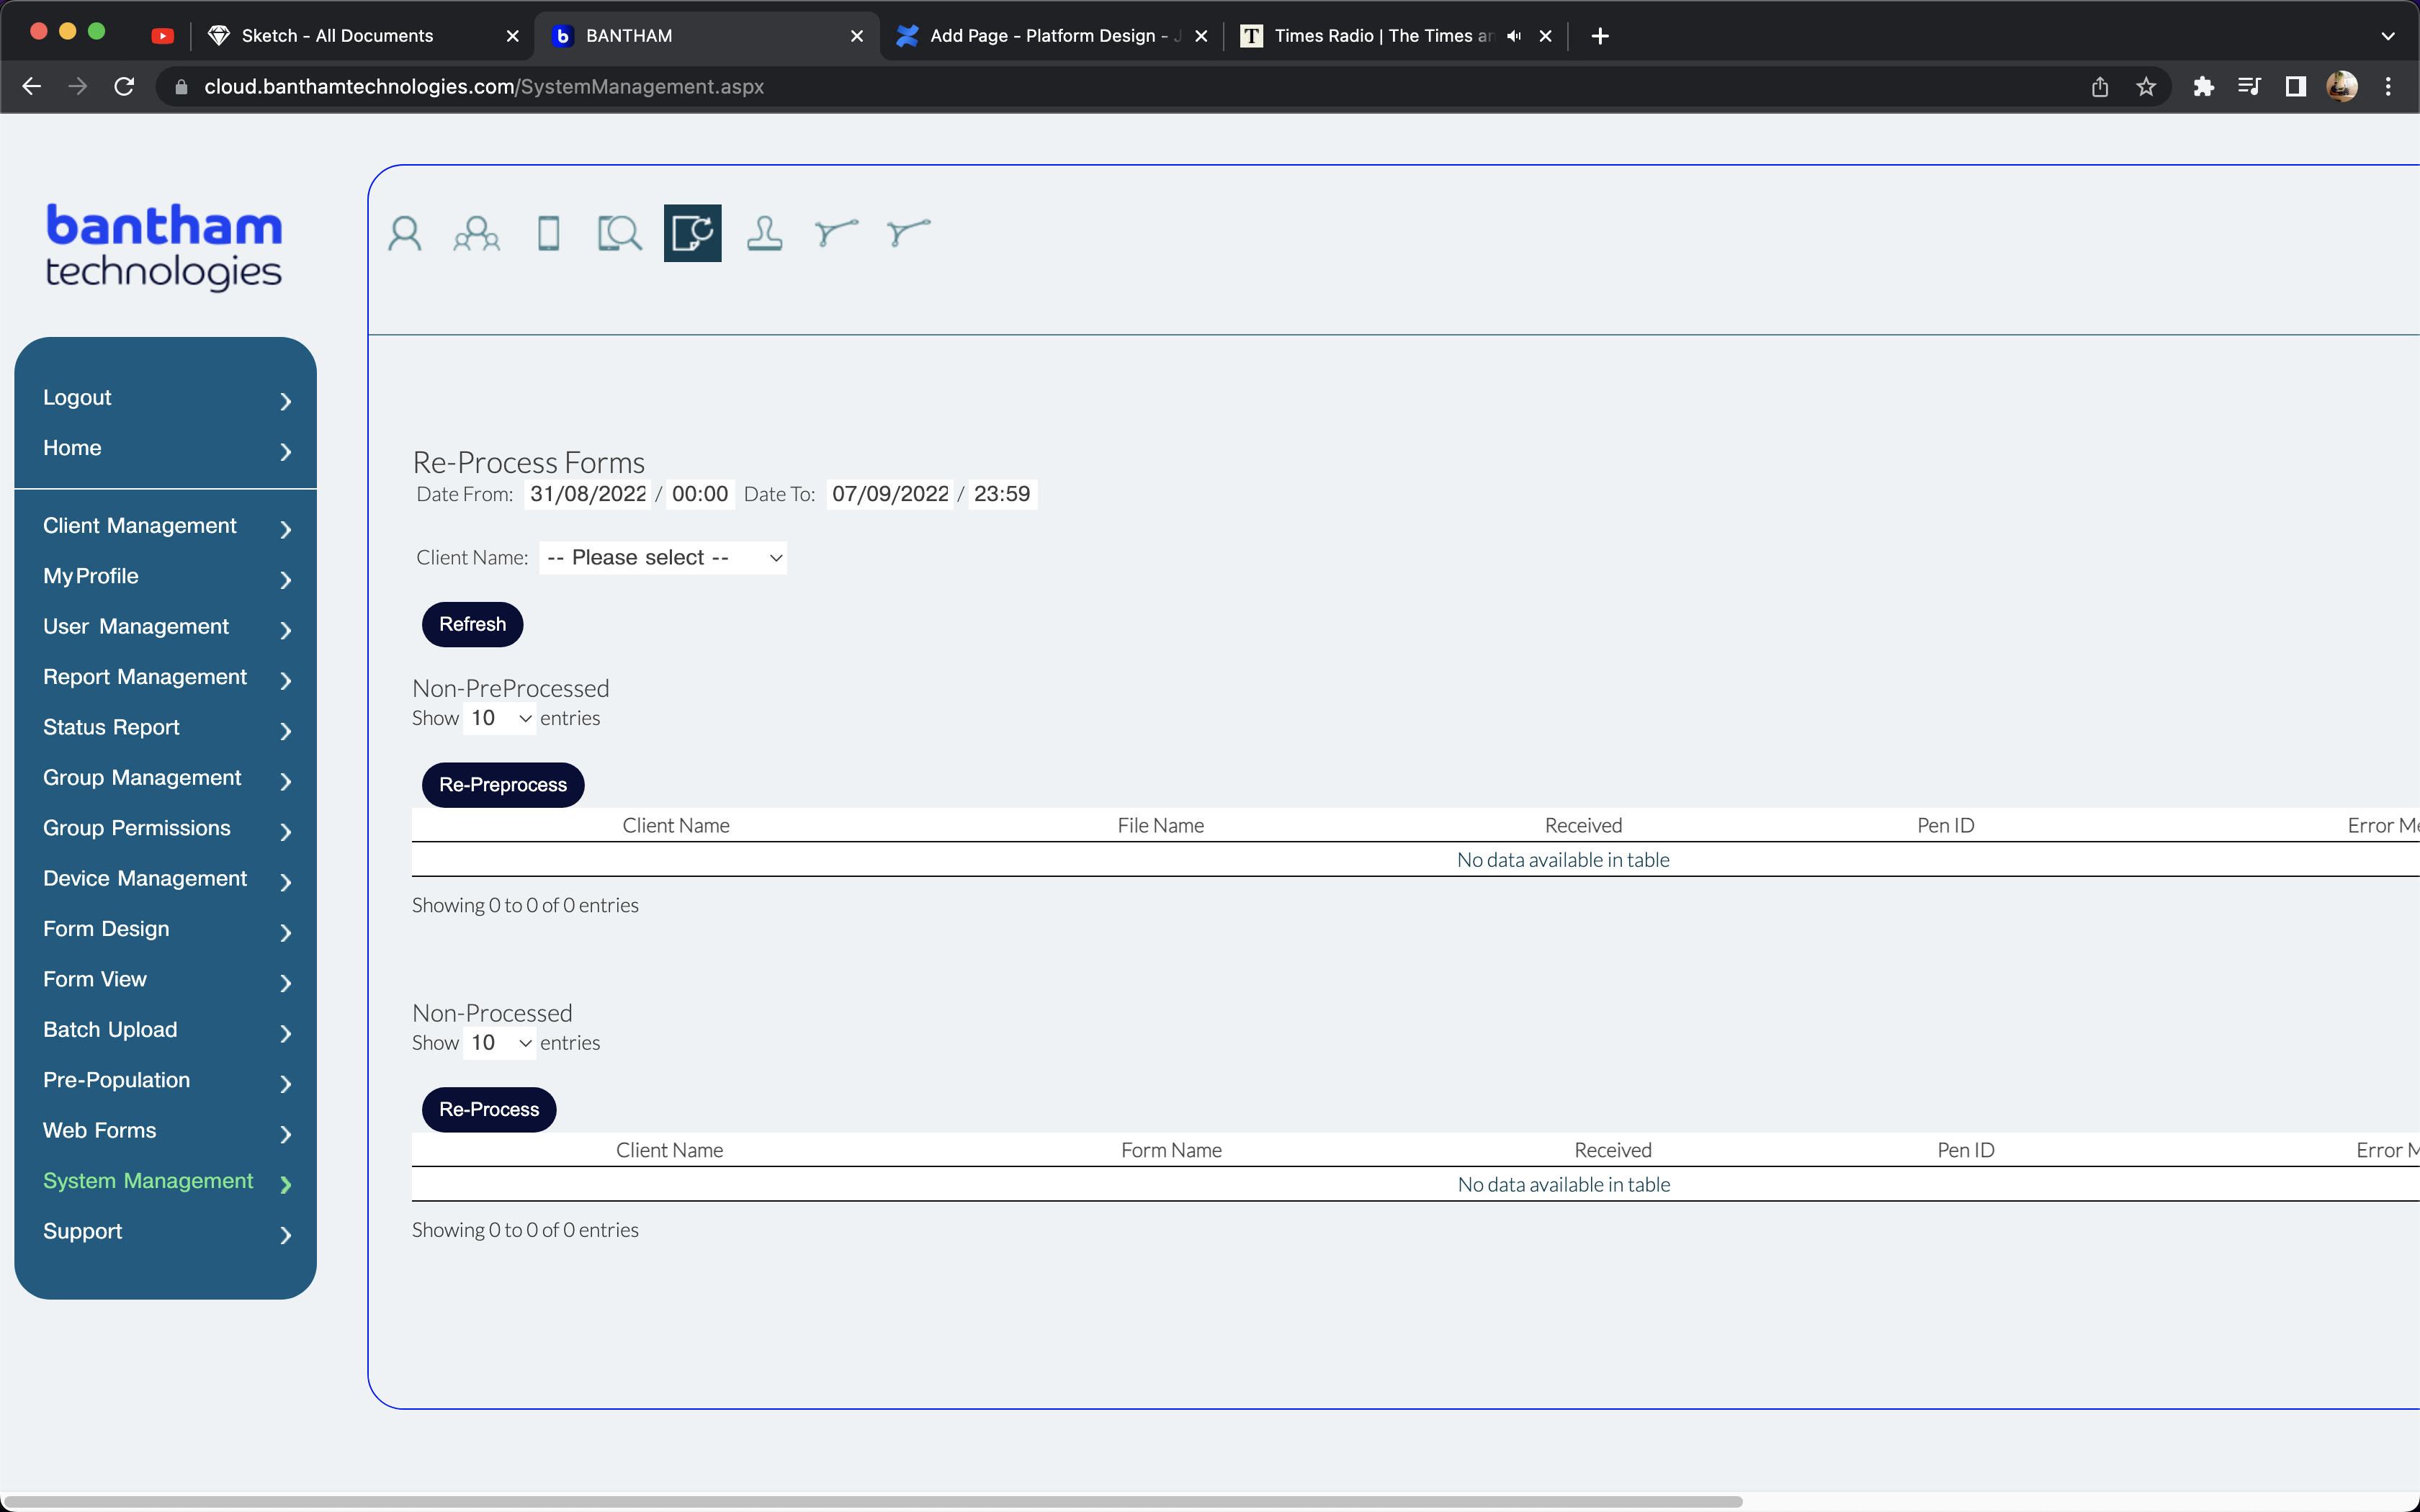 Sketch - All Documents
BANTHAM
Add Page - Platform Design -
T Times Radio | The Times
cloud.banthamtechnologies.com/SystemManagement.aspx
bantham
technologies
Logout
Home
Client Management
My Profile
User Management
Report Management
Status Report
Group Management
Group Permissions
Device Management
Form Design
Form View
Batch Upload
Pre-Population
Web Forms
System Management
Support
Re-Process Forms
Date From: 31/08/2022 / 00:00 Date To: 07/09/2022 / 23:59
Client Name: -- Please select --
Refresh
Non-PreProcessed
Show 10 entries
Re-Preprocess
Client Name File Name Received Pen ID Error
No data available in table
Showing 0 to 0 of 0 entries
Non-Processed
Show 10 entries
Re-Process
Client Name Form Name Received Pen ID Error
No data available in table
Showing 0 to 0 of 0 entries